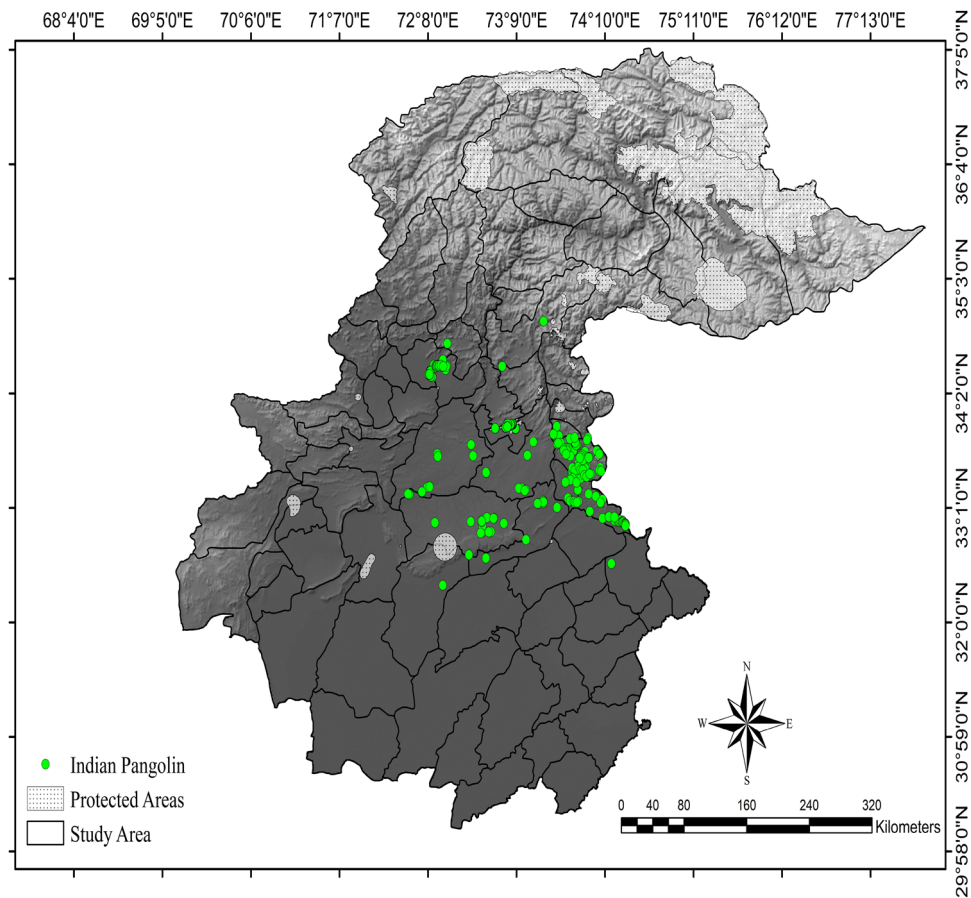 68°4'0"E 69°5'0"E 70°6'0"E 71°7'0"E 72°8'0"E 73°9'0"E 74°10'0"E 75°11'0"E 76°12'0"E 77°13'0"E
37°5'0"N
36°4'0"N
35°3'0"N
34°2'0"N
33°1'0"N
32°0'0"N
30°59'0"N
29°58'0"N
N
W E
S
Indian Pangolin
Protected Areas
Study Area
0 40 80 160 240 320
Kilometers